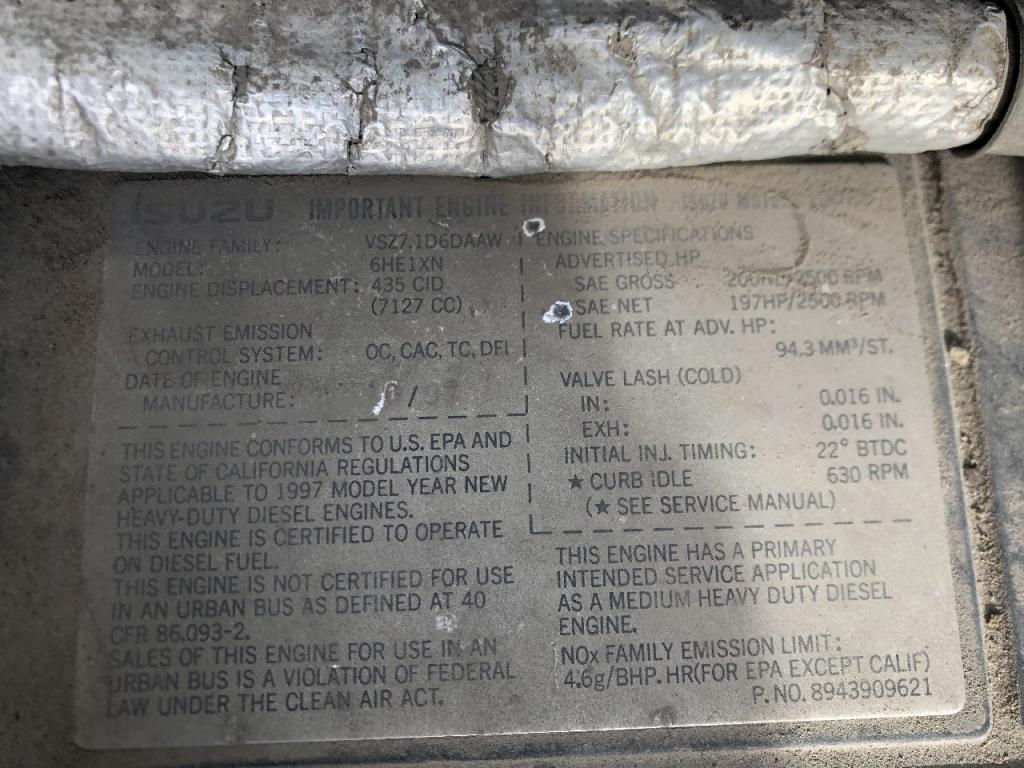 ISUZU IMPORTANT ENGINE INFORMATION ISUZU
ENGINE FAMILY: VSZ7.1D6DAAW
MODEL: 6HE1XN
ENGINE DISPLACEMENT: 435 CID
(7127 CC)
EXHAUST EMISSION
CONTROL SYSTEM: OC, CAC, TC, DFI
DATE OF ENGINE
MANUFACTURE: /
THIS ENGINE CONFORMS TO U.S. EPA AND
STATE OF CALIFORNIA REGULATIONS
APPLICABLE TO 1997 MODEL YEAR NEW
HEAVY-DUTY DIESEL ENGINES.
THIS ENGINE IS CERTIFIED TO OPERATE
ON DIESEL FUEL.
THIS ENGINE IS NOT CERTIFIED FOR USE
IN AN URBAN BUS AS DEFINED AT 40
CFR 86.093-2.
SALES OF THIS ENGINE FOR USE IN AN
URBAN BUS IS A VIOLATION OF FEDERAL
LAW UNDER THE CLEAN AIR ACT.
ENGINE SPECIFICATIONS
ADVERTISED HP
SAE GROSS 200HP/2500 RPM
SAE NET 197HP/2500 RPM
FUEL RATE AT ADV. HP:
94.3 MM³/ST.
VALVE LASH (COLD)
IN: 0.016 IN.
EXH: 0.016 IN.
INITIAL INJ. TIMING: 22° BTDC
★ CURB IDLE 630 RPM
(★ SEE SERVICE MANUAL)
THIS ENGINE HAS A PRIMARY
INTENDED SERVICE APPLICATION
AS A MEDIUM HEAVY DUTY DIESEL
ENGINE.
NOx FAMILY EMISSION LIMIT:
4.6g/BHP. HR(FOR EPA EXCEPT CALIF)
P. NO. 8943909621